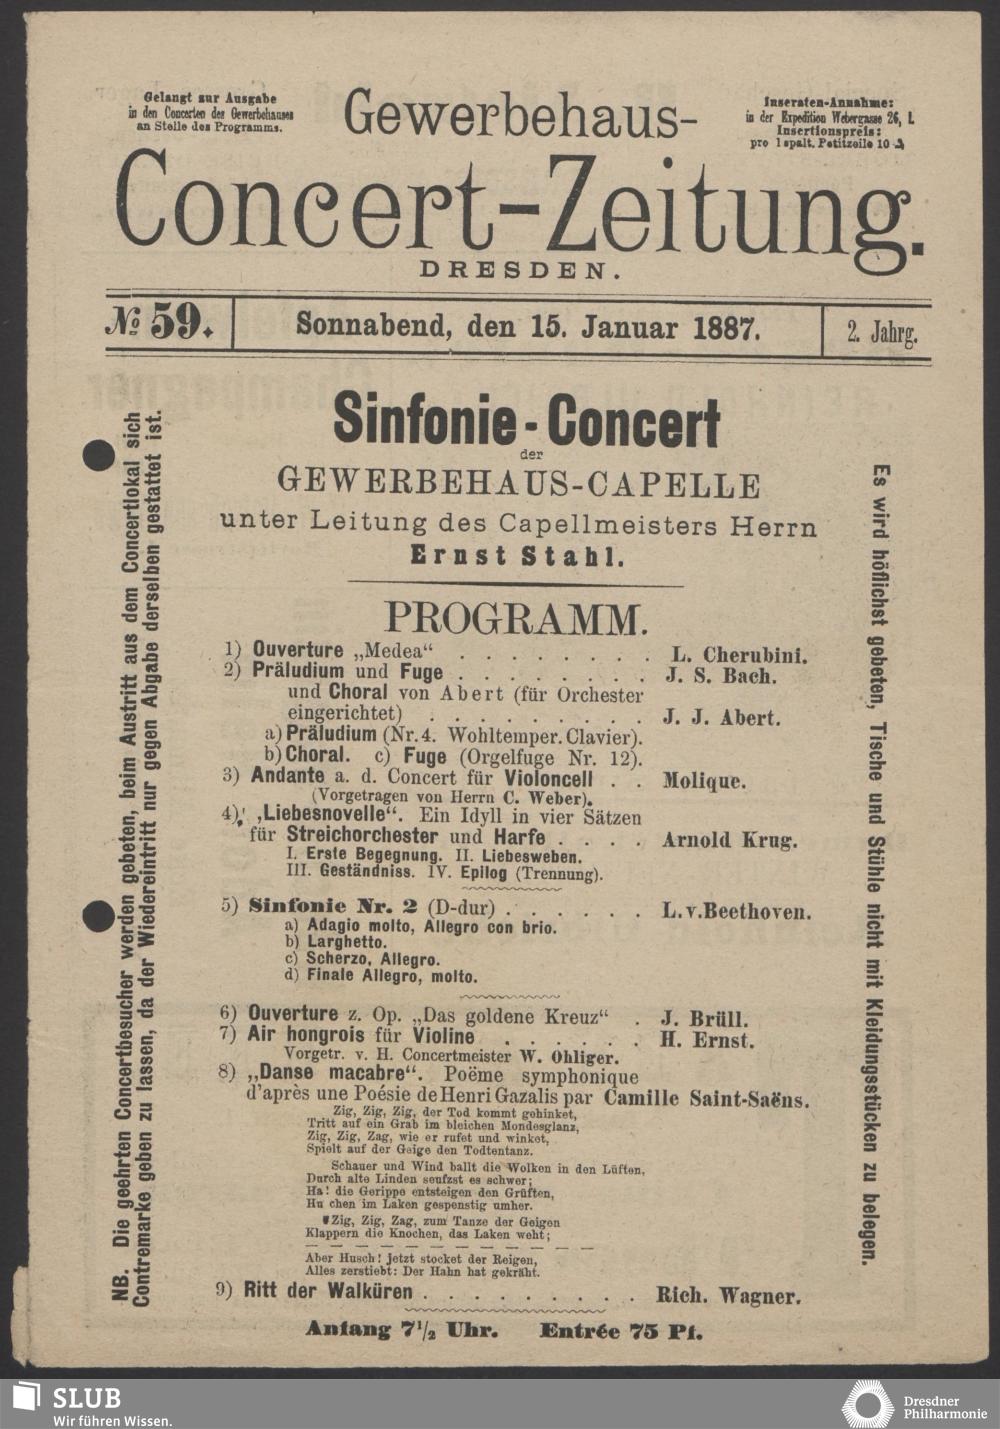 Gelangt zur Ausgabe
in den Concerten des Gewerbehauses
an Stelle des Programms.
Gewerbehaus-
Inseraten-Annahme:
in der Expedition Webergasse 26, I.
Insertionspreis:
pro 1 spalt. Petitzeile 10 ₰
Concert-Zeitung.
DRESDEN.
№ 59.
Sonnabend, den 15. Januar 1887.
2. Jahrg.
NB. Die geehrten Concertbesucher werden gebeten, beim Austritt aus dem Concertlokal sich
Contremarke geben zu lassen, da der Wiedereintritt nur gegen Abgabe derselben gestattet ist.
Sinfonie-Concert
der
GEWERBEHAUS-CAPELLE
unter Leitung des Capellmeisters Herrn
Ernst Stahl.
PROGRAMM.
1) Ouverture „Medea“ . . . . . . . . L. Cherubini.
2) Präludium und Fuge . . . . . . . . J. S. Bach.
und Choral von Abert (für Orchester
eingerichtet) . . . . . . . . . J. J. Abert.
a) Präludium (Nr. 4. Wohltemper. Clavier).
b) Choral. c) Fuge (Orgelfuge Nr. 12).
3) Andante a. d. Concert für Violoncell . . Molique.
(Vorgetragen von Herrn C. Weber).
4) „Liebesnovelle“. Ein Idyll in vier Sätzen
für Streichorchester und Harfe . . . . Arnold Krug.
I. Erste Begegnung. II. Liebesweben.
III. Geständniss. IV. Epilog (Trennung).
5) Sinfonie Nr. 2 (D-dur) . . . . . . L. v. Beethoven.
a) Adagio molto, Allegro con brio.
b) Larghetto.
c) Scherzo, Allegro.
d) Finale Allegro, molto.
6) Ouverture z. Op. „Das goldene Kreuz“ . J. Brüll.
7) Air hongrois für Violine . . . . . . H. Ernst.
Vorgetr. v. H. Concertmeister W. Ohliger.
8) „Danse macabre“. Poëme symphonique
d'après une Poésie de Henri Gazalis par Camille Saint-Saëns.
Zig, Zig, Zig, der Tod kommt gehinket,
Tritt auf ein Grab im bleichen Mondesglanz,
Zig, Zig, Zag, wie er rufet und winket,
Spielt auf der Geige den Todtentanz.
Schauer und Wind ballt die Wolken in den Lüften,
Durch alte Linden seufzst es schwer;
Ha! die Gerippe entsteigen den Grüften,
Hu chen im Laken gespenstig umher.
Zig, Zig, Zag, zum Tanze der Geigen
Klappern die Knochen, das Laken weht;
Aber Husch! jetzt stocket der Reigen,
Alles zerstiebt: Der Hahn hat gekräht.
9) Ritt der Walküren . . . . . . . . . Rich. Wagner.
Anfang 7½ Uhr. Entrée 75 Pf.
Es wird höflichst gebeten, Tische und Stühle nicht mit Kleidungsstücken zu belegen.
SLUB
Wir führen Wissen.
Dresdner
Philharmonie